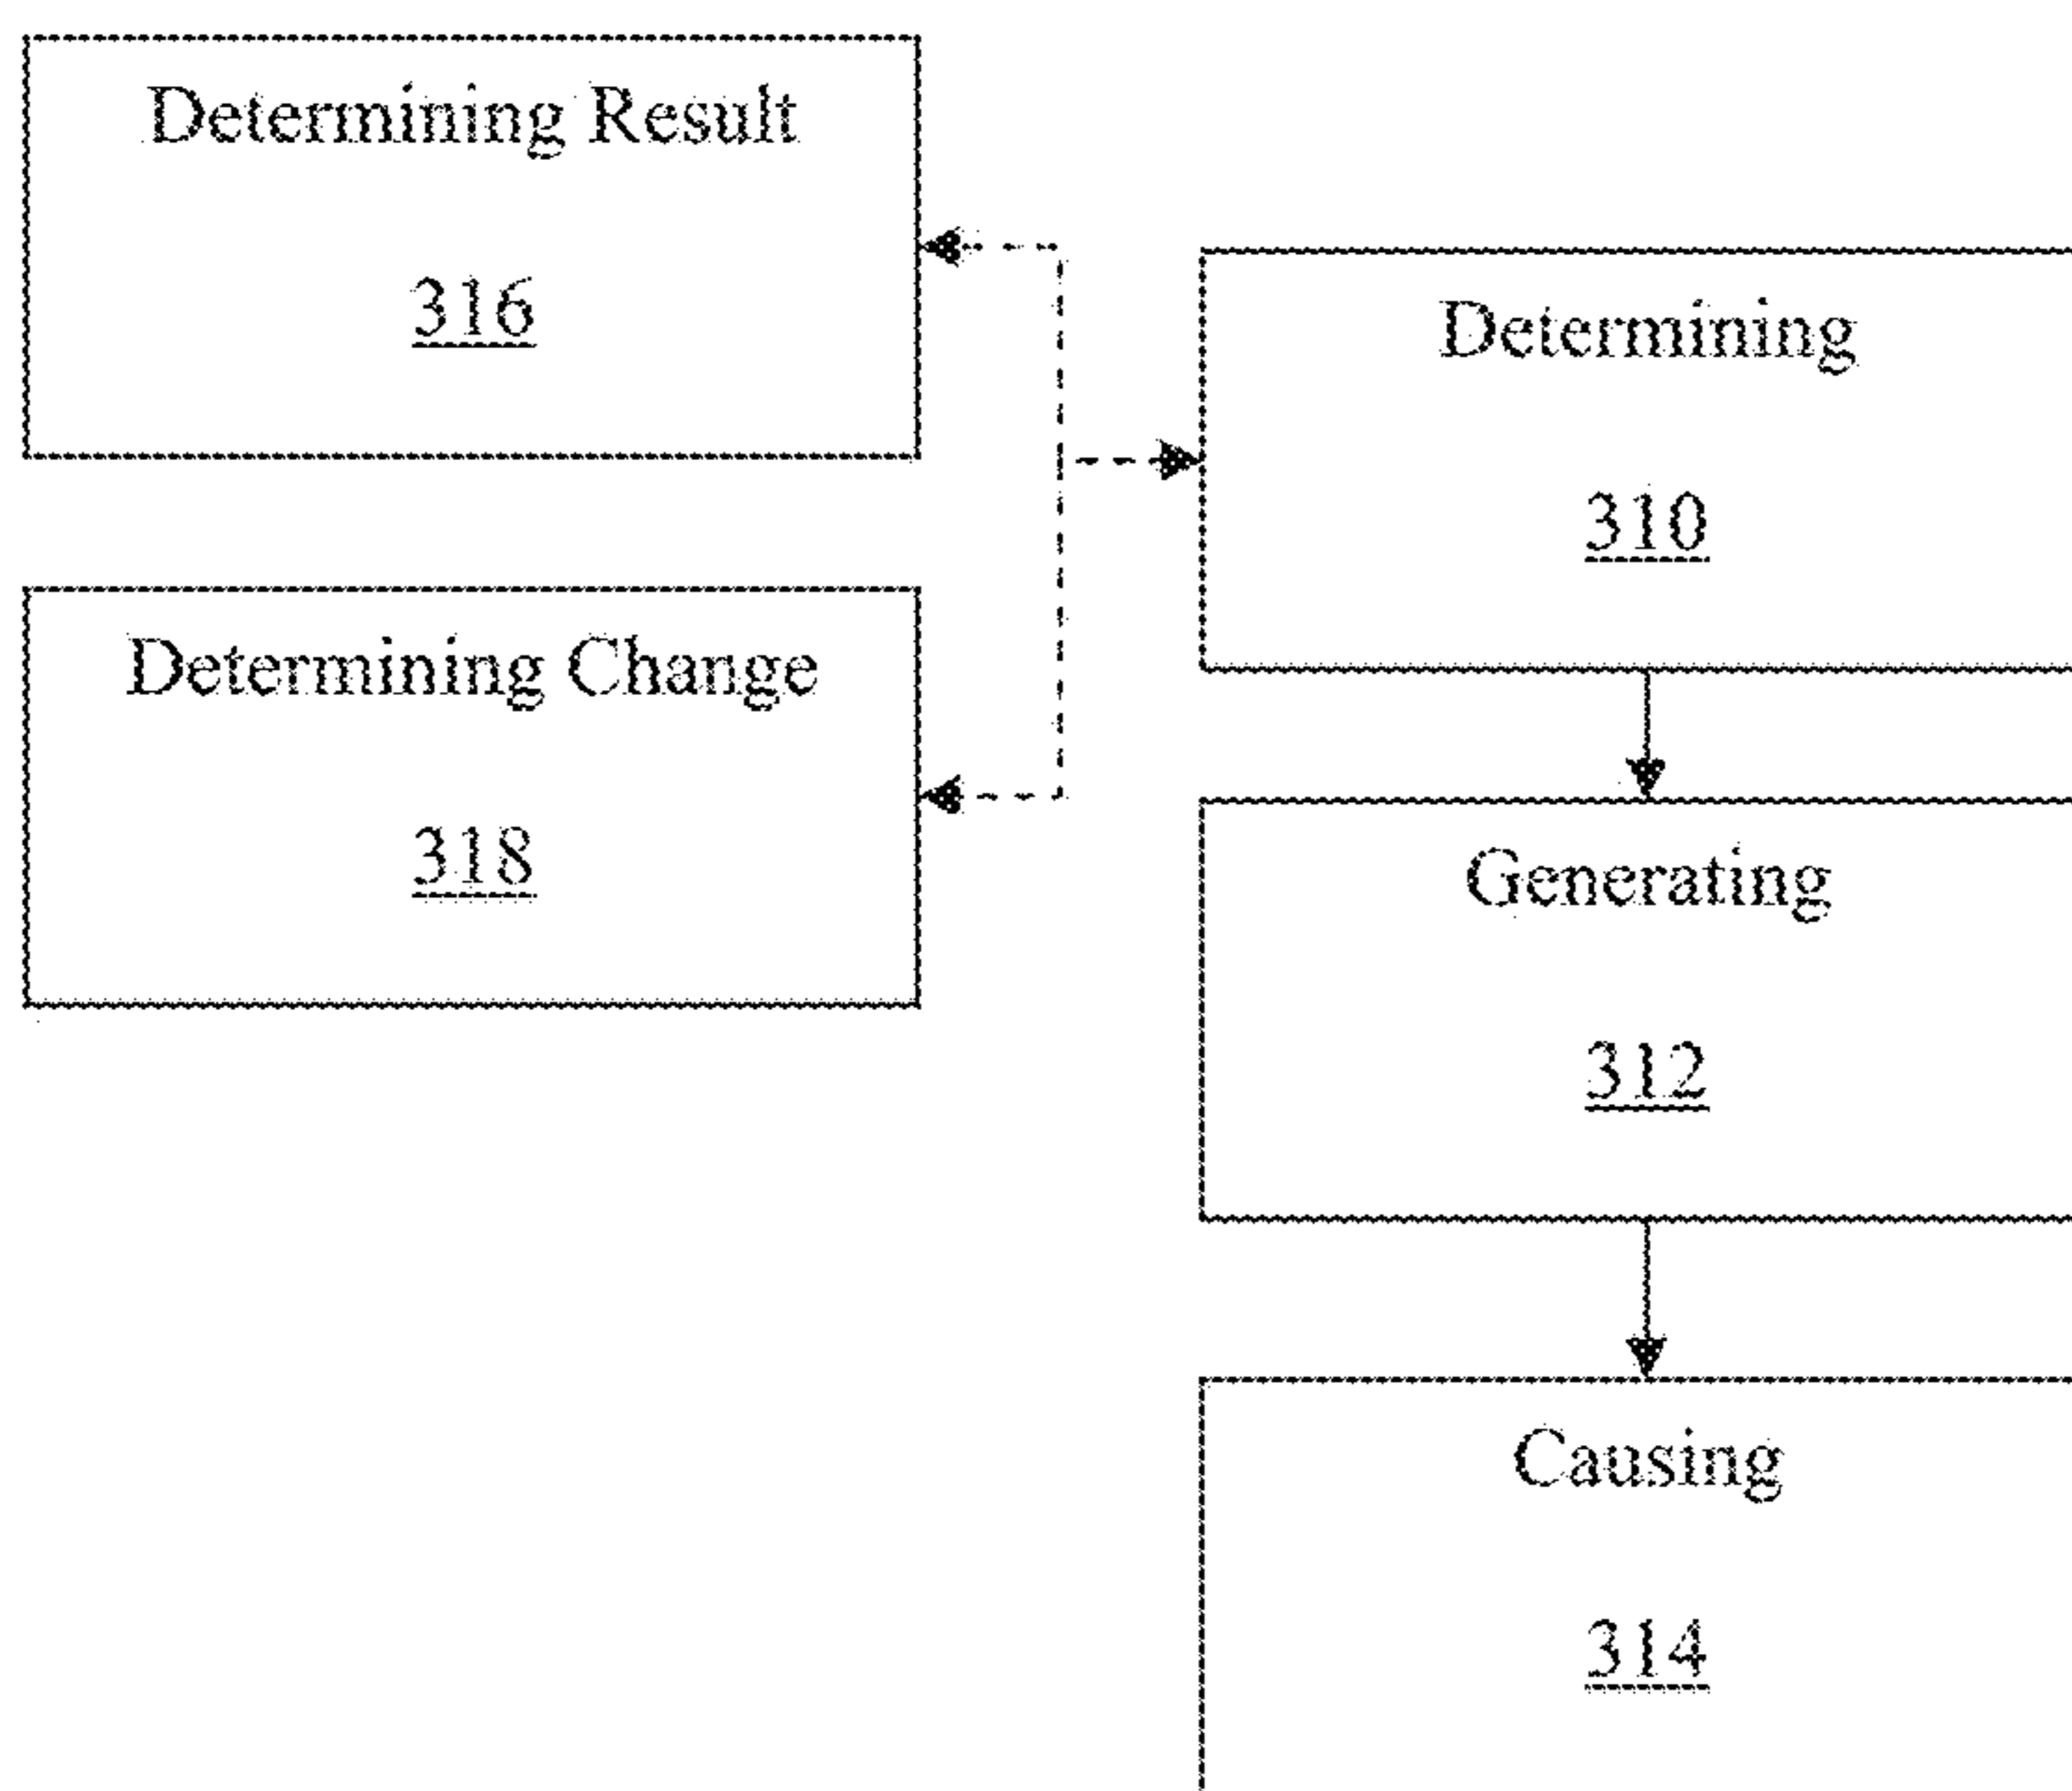 Determining Result
316
Determining Change
318
Determining
310
Generating
312
Causing
314